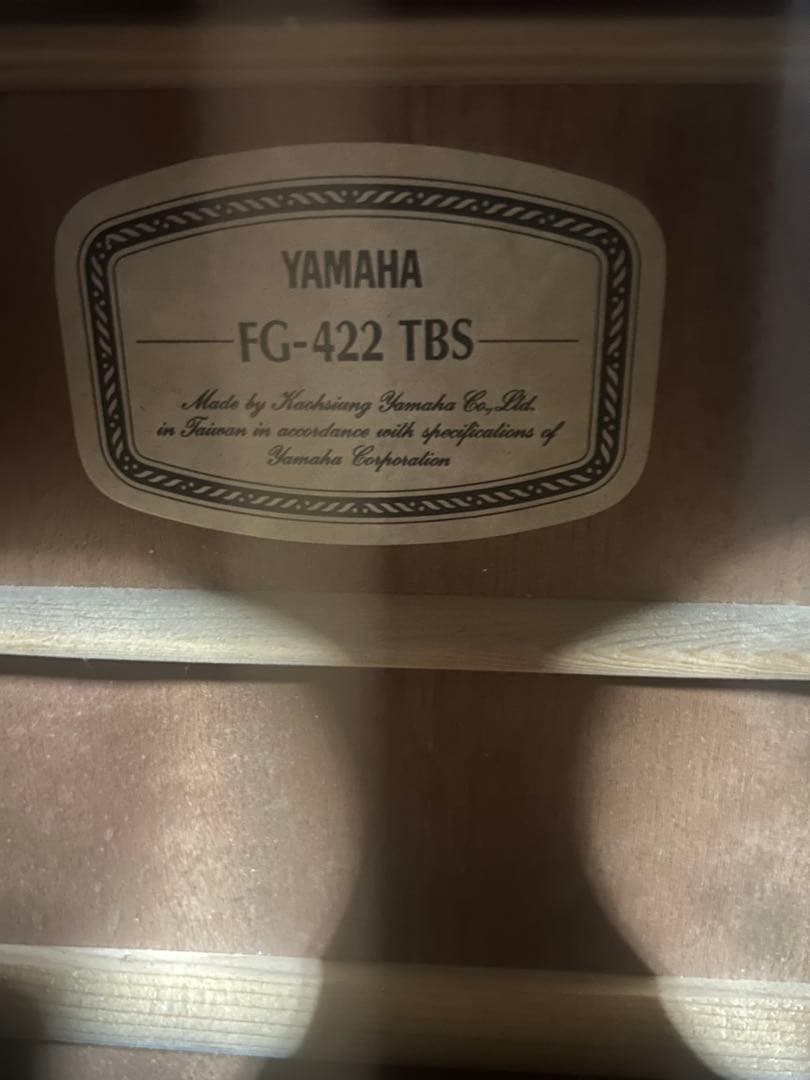 YAMAHA
FG-422 TBS
Made by Kaohsiung Yamaha Co., Ltd.
in Taiwan in accordance with specifications of
Yamaha Corporation